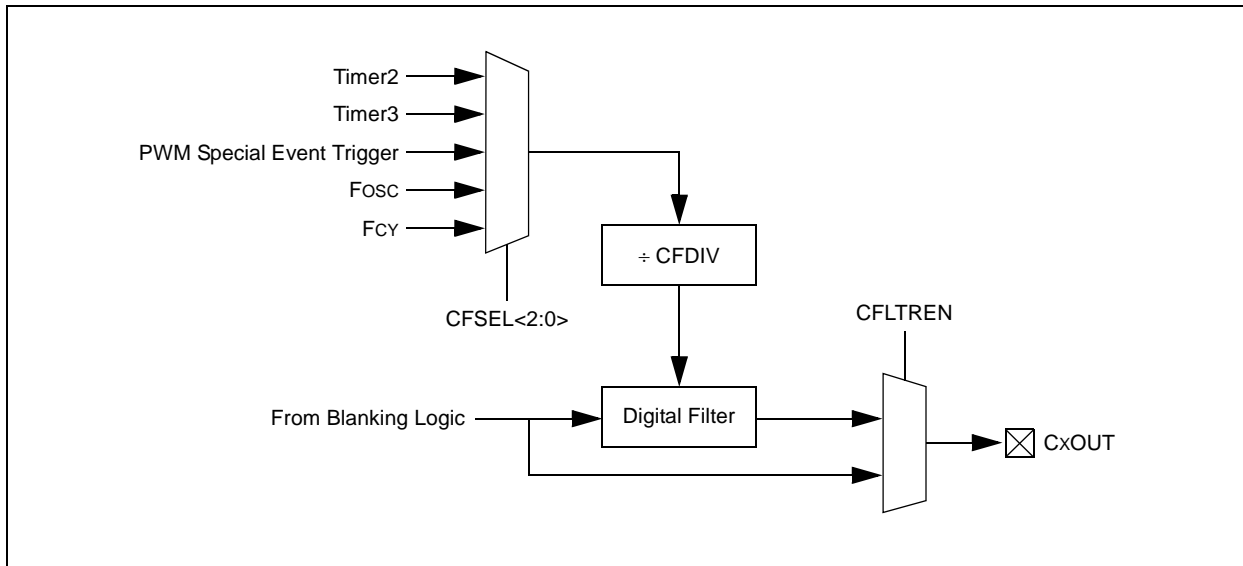 Timer2
Timer3
PWM Special Event Trigger
FOSC
FCY
÷ CFDIV
CFSEL<2:0>
CFLTREN
From Blanking Logic
Digital Filter
CXOUT